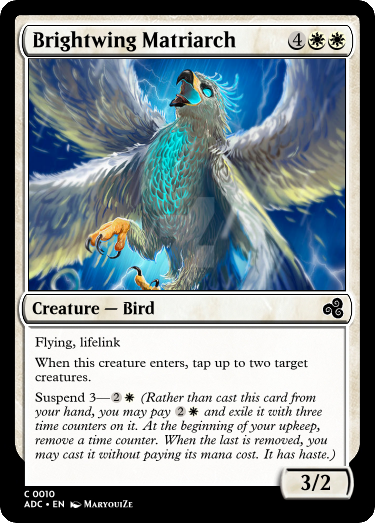 Brightwing Matriarch 4
Creature — Bird
Flying, lifelink
When this creature enters, tap up to two target
creatures.
Suspend 3—2 (Rather than cast this card from
your hand, you may pay 2 and exile it with three
time counters on it. At the beginning of your upkeep,
remove a time counter. When the last is removed, you
may cast it without paying its mana cost. It has haste.)
3/2
C 0010
ADC • EN MaryouiZe